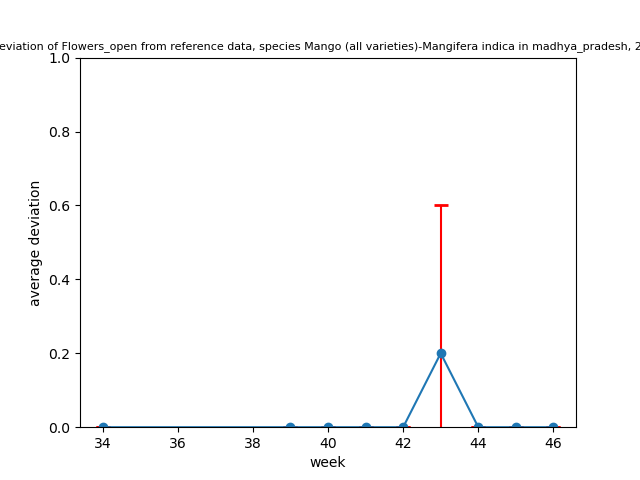 eviation of Flowers_open from reference data, species Mango (all varieties)-Mangifera indica in madhya_pradesh, 2
1.0
0.8
0.6
0.4
0.2
0.0
average deviation
34 36 38 40 42 44 46
week